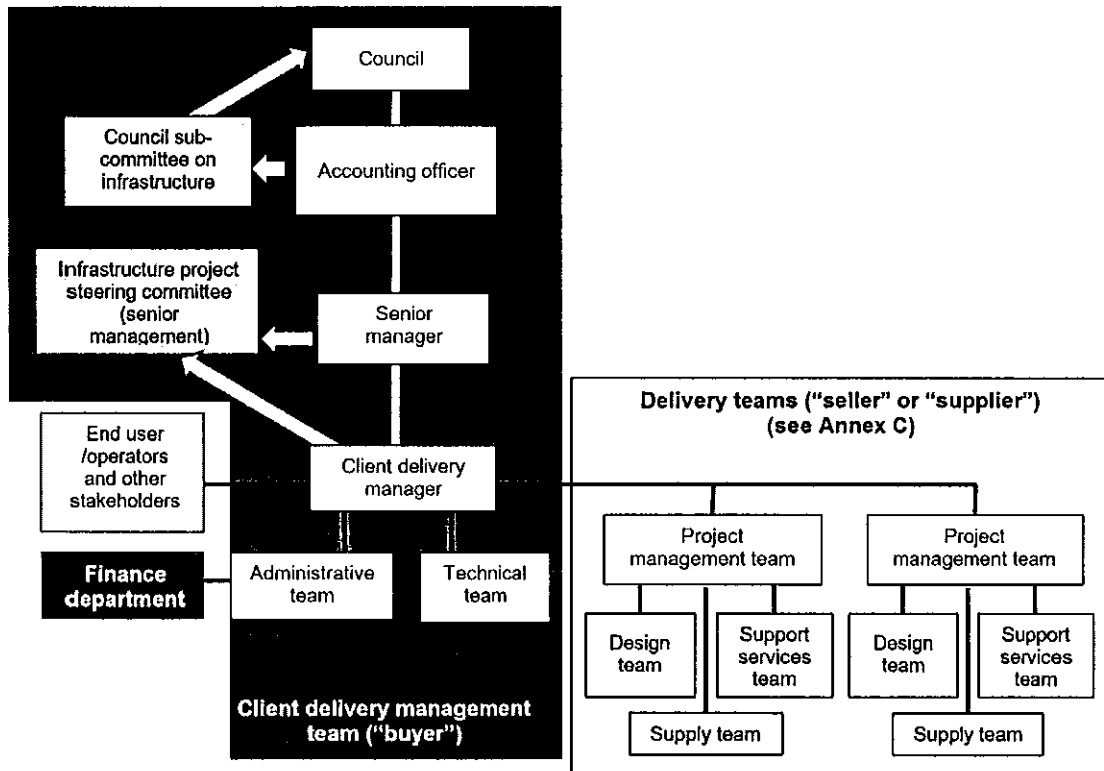 Council
Council sub-
committee on
infrastructure
Accounting officer
Infrastructure project
steering committee
(senior
management)
Senior
manager
Delivery teams (“seller” or “supplier”)
(see Annex C)
End user
/operators
and other
stakeholders
Client delivery
manager
Project
management team
Project
management team
Finance
department
Administrative
team
Technical
team
Design
team
Support
services
team
Design
team
Support
services
team
Client delivery management
team (“buyer”)
Supply team
Supply team